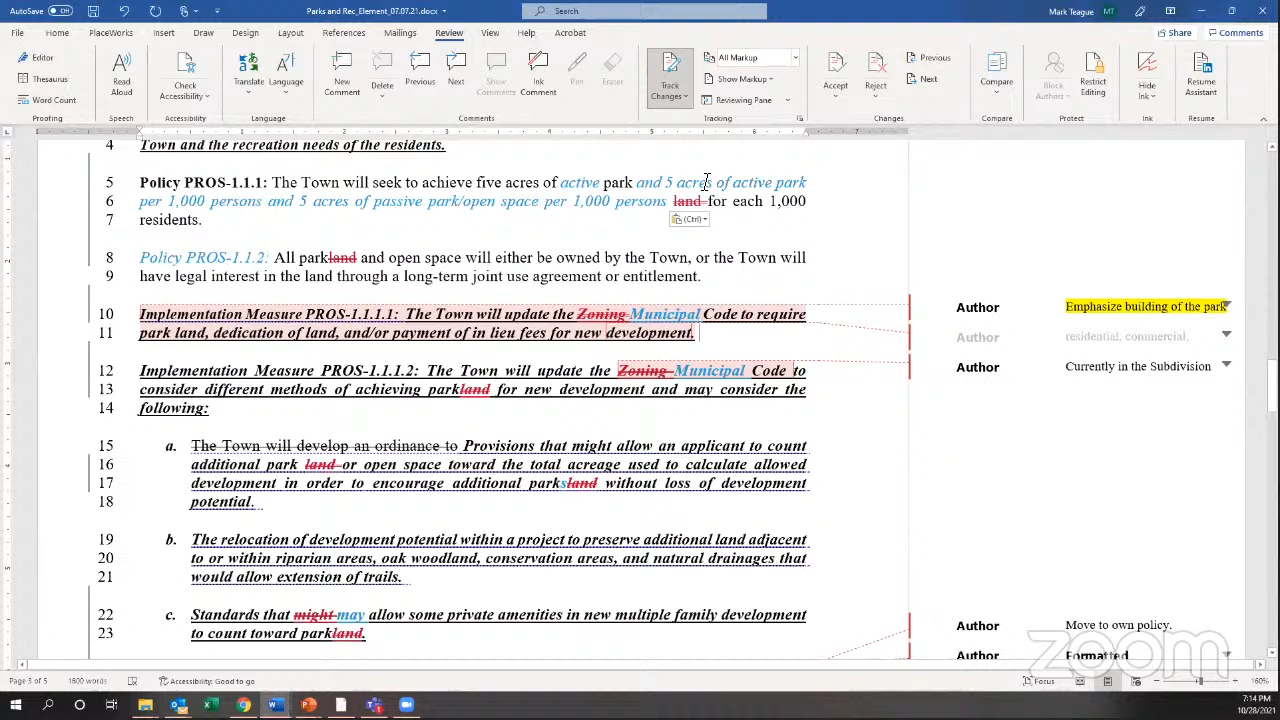 AutoSave Off Parks and Rec_Element_07.07.21.docx Search Mark Teague MT
File Home PlaceWorks Insert Draw Design Layout References Mailings Review Help Acrobat Share Comments
Editor
Thesaurus
Word Count
Proofing
Read Aloud
Speech
Check Accessibility
Accessibility
Translate Language
Language
New Comment Delete Previous Next Show Comments Ink Comment Pen Eraser
Comments
Track Changes
All Markup
Show Markup
Reviewing Pane
Tracking
Accept Reject Previous
Next
Changes
Compare
Compare
Block Authors Restrict Editing
Protect
Hide Ink
Ink
Resume Assistant
Resume
1 2 3 4 5 6 7
4 Town and the recreation needs of the residents.
5 Policy PROS-1.1.1: The Town will seek to achieve five acres of active park and 5 acres of active park
6 per 1,000 persons and 5 acres of passive park/open space per 1,000 persons land for each 1,000
7 residents.
(Ctrl)
8 Policy PROS-1.1.2: All parkland and open space will either be owned by the Town, or the Town will
9 have legal interest in the land through a long-term joint use agreement or entitlement.
10 Implementation Measure PROS-1.1.1.1: The Town will update the Zoning Municipal Code to require
11 park land, dedication of land, and/or payment of in lieu fees for new development.
12 Implementation Measure PROS-1.1.1.2: The Town will update the Zoning Municipal Code to
13 consider different methods of achieving parkland for new development and may consider the
14 following:
15 a. The Town will develop an ordinance to Provisions that might allow an applicant to count
16 additional park land or open space toward the total acreage used to calculate allowed
17 development in order to encourage additional parksland without loss of development
18 potential.
19 b. The relocation of development potential within a project to preserve additional land adjacent
20 to or within riparian areas, oak woodland, conservation areas, and natural drainages that
21 would allow extension of trails.
22 c. Standards that might may allow some private amenities in new multiple family development
23 to count toward parkland.
Author Emphasize building of the park
Author residential, commercial,
Author Currently in the Subdivision
Author Move to own policy.
Author Formatted
zoom
Page 3 of 5 1800 words Accessibility: Good to go Focus 160%
7:14 PM
10/28/2021